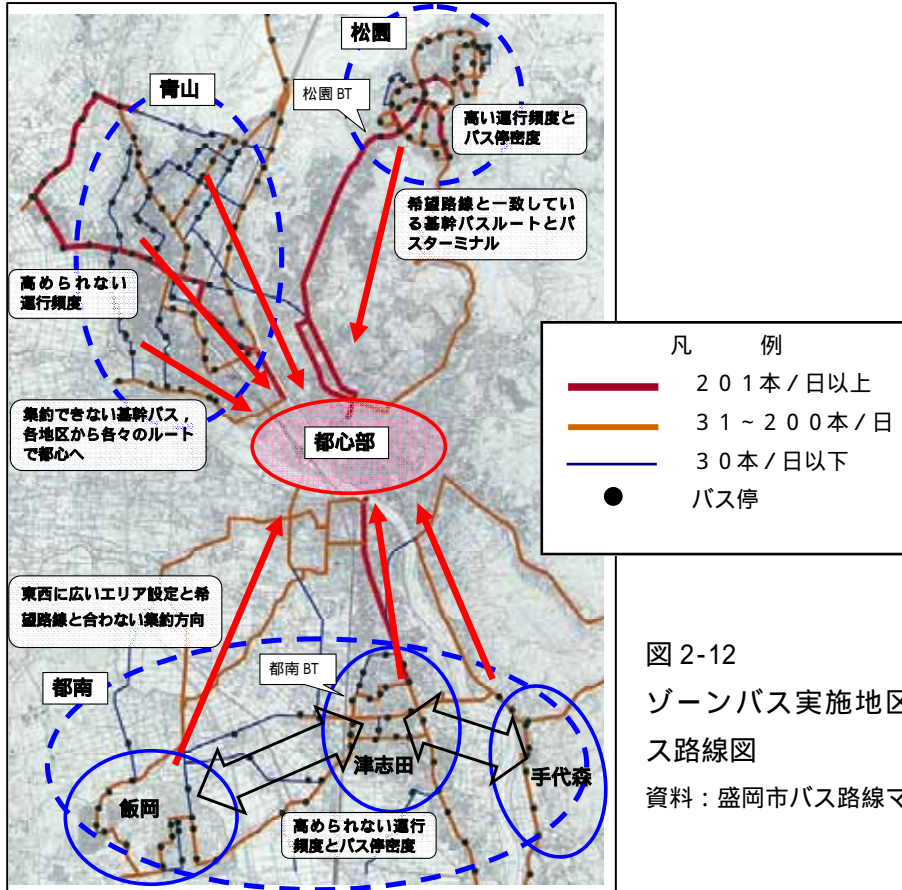 松園
青山
松園 BT
高い運行頻度と
バス停密度
希望路線と一致してい
る基幹バスルートとバ
スターミナル
高められない
運行頻度
集約できない基幹バス，
各地区から各々のルート
で都心へ
都心部
凡　例
２０１本／日以上
３１～２００本／日
３０本／日以下
バス停
東西に広いエリア設定と希
望路線と合わない集約方向
都南
都南 BT
津志田
手代森
飯岡
高められない運行
頻度とバス停密度
図 2-12
ゾーンバス実施地区
ス路線図
資料：盛岡市バス路線マ